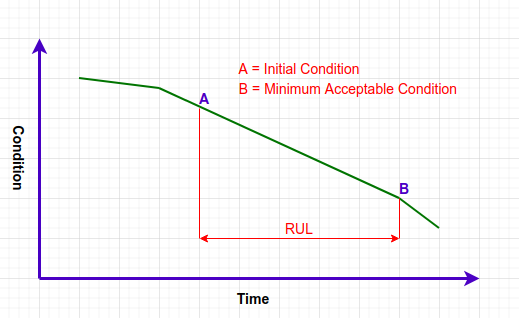 A = Initial Condition
B = Minimum Acceptable Condition
A
Condition
B
RUL
Time